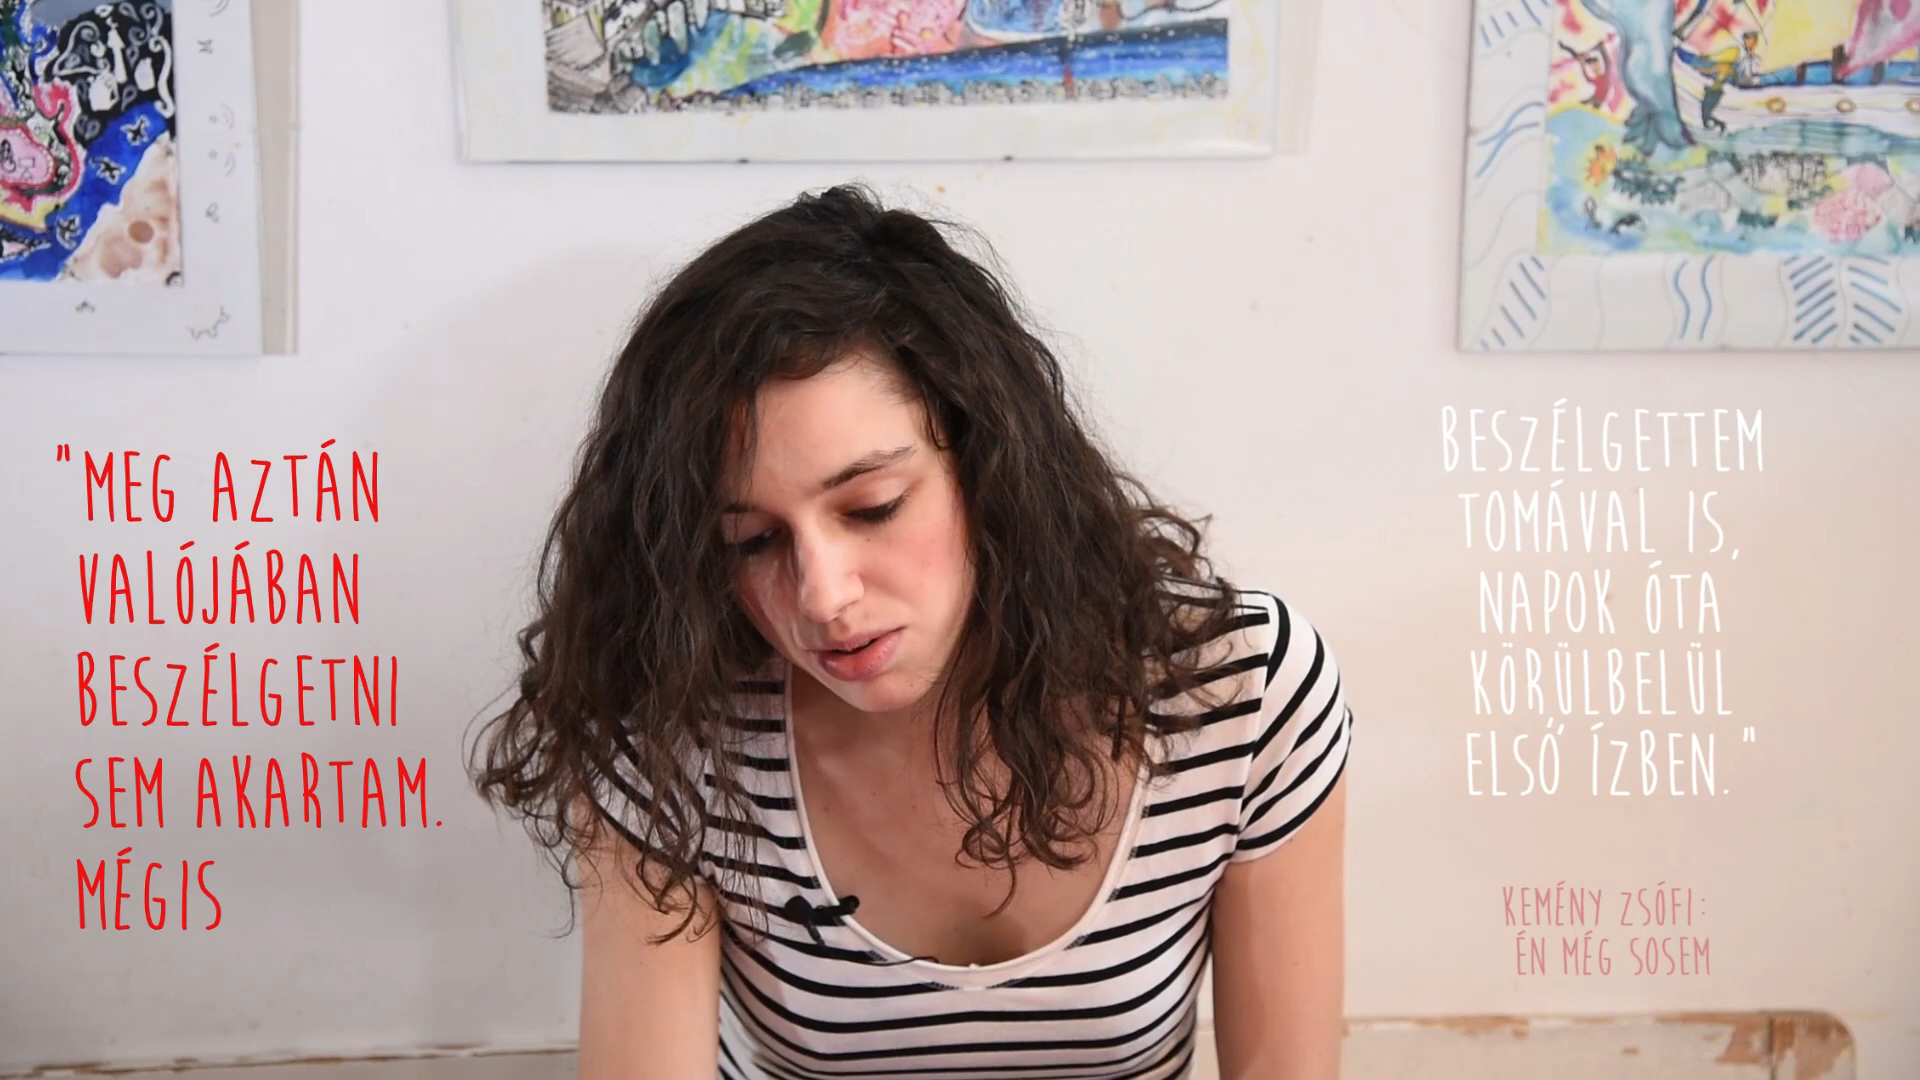 "MEG AZTÁN
VALÓJÁBAN
BESZÉLGETNI
SEM AKARTAM.
MÉGIS
BESZÉLGETTEM
TOMÁVAL IS,
NAPOK ÓTA
KÖRÜLBELÜL
ELSŐ ÍZBEN."
KEMÉNY ZSÓFI:
ÉN MÉG SOSEM